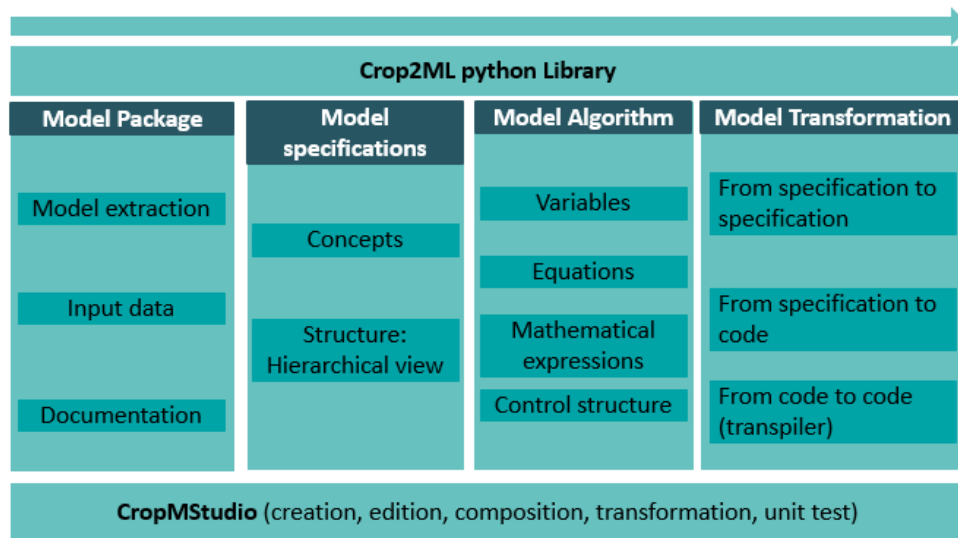 Crop2ML python Library
Model Package
Model extraction
Input data
Documentation
Model
specifications
Concepts
Structure:
Hierarchical view
Model Algorithm
Variables
Equations
Mathematical
expressions
Control structure
Model Transformation
From specification to
specification
From specification to
code
From code to code
(transpiler)
CropMStudio (creation, edition, composition, transformation, unit test)